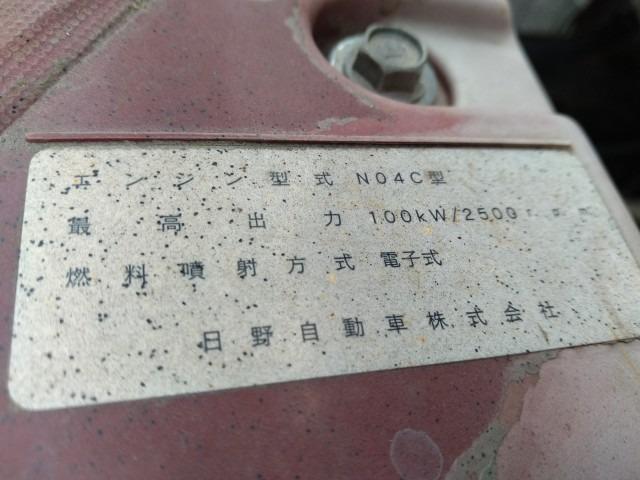 エンジン型式 N04C型
最高出力 100kW/2500r.p.m
燃料噴射方式 電子式
日野自動車株式会社